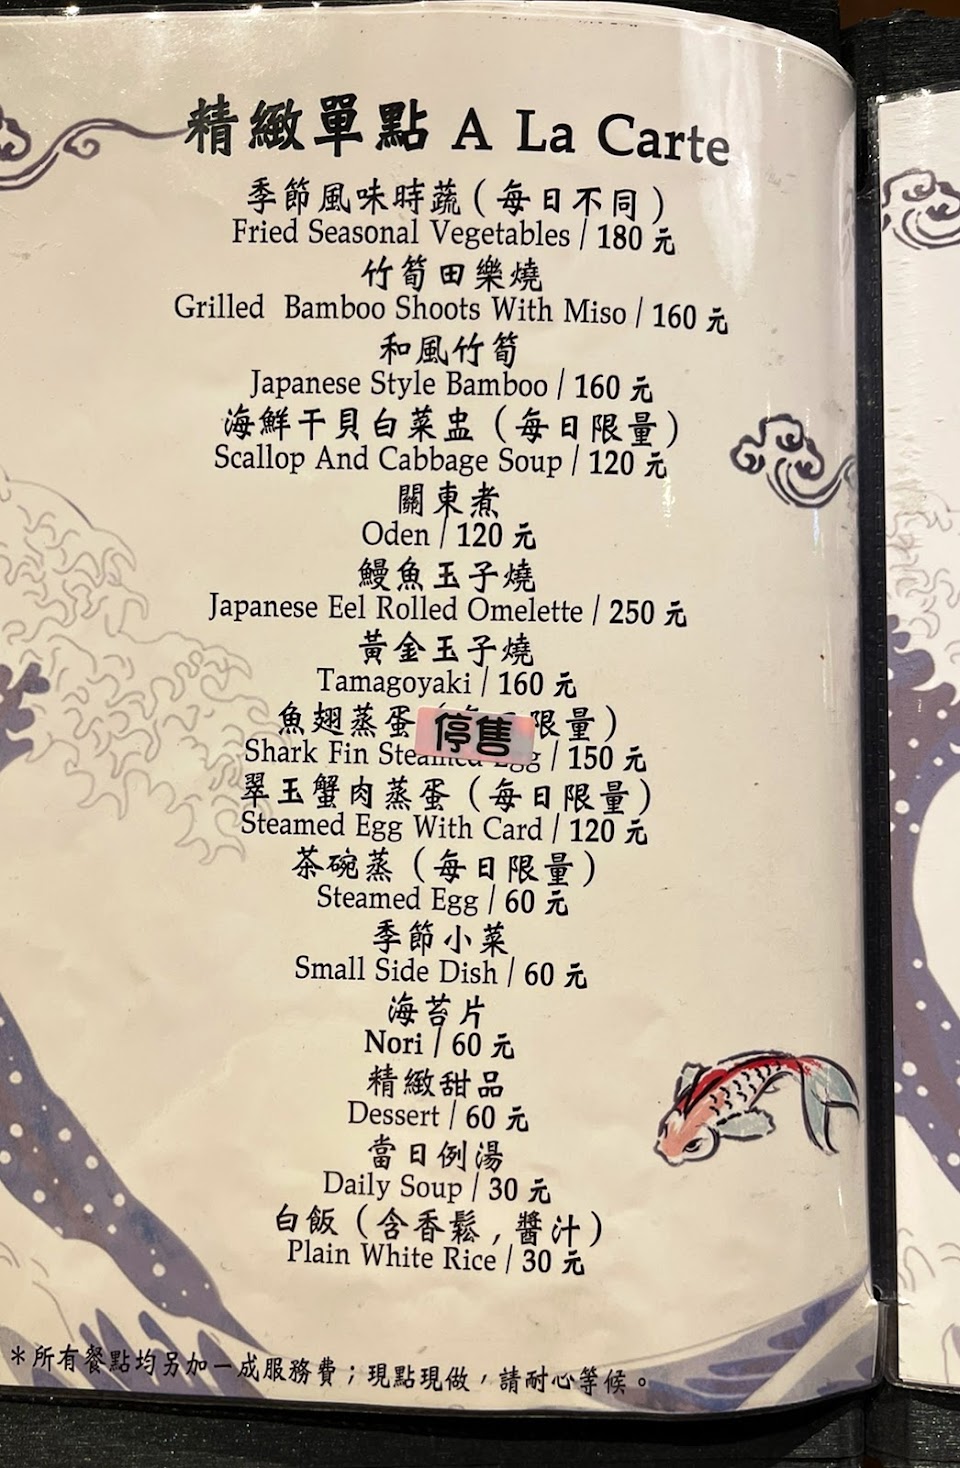 精緻單點 A La Carte
季節風味時蔬（每日不同）
Fried Seasonal Vegetables / 180 元
竹筍田樂燒
Grilled Bamboo Shoots With Miso / 160 元
和風竹筍
Japanese Style Bamboo / 160 元
海鮮干貝白菜盅（每日限量）
Scallop And Cabbage Soup / 120 元
關東煮
Oden / 120 元
鰻魚玉子燒
Japanese Eel Rolled Omelette / 250 元
黃金玉子燒
Tamagoyaki / 160 元
魚翅蒸蛋（每日限量）
停售
Shark Fin Steamed Egg / 150 元
翠玉蟹肉蒸蛋（每日限量）
Steamed Egg With Card / 120 元
茶碗蒸（每日限量）
Steamed Egg / 60 元
季節小菜
Small Side Dish / 60 元
海苔片
Nori / 60 元
精緻甜品
Dessert / 60 元
當日例湯
Daily Soup / 30 元
白飯（含香鬆，醬汁）
Plain White Rice / 30 元
＊所有餐點均另加一成服務費；現點現做，請耐心等候。